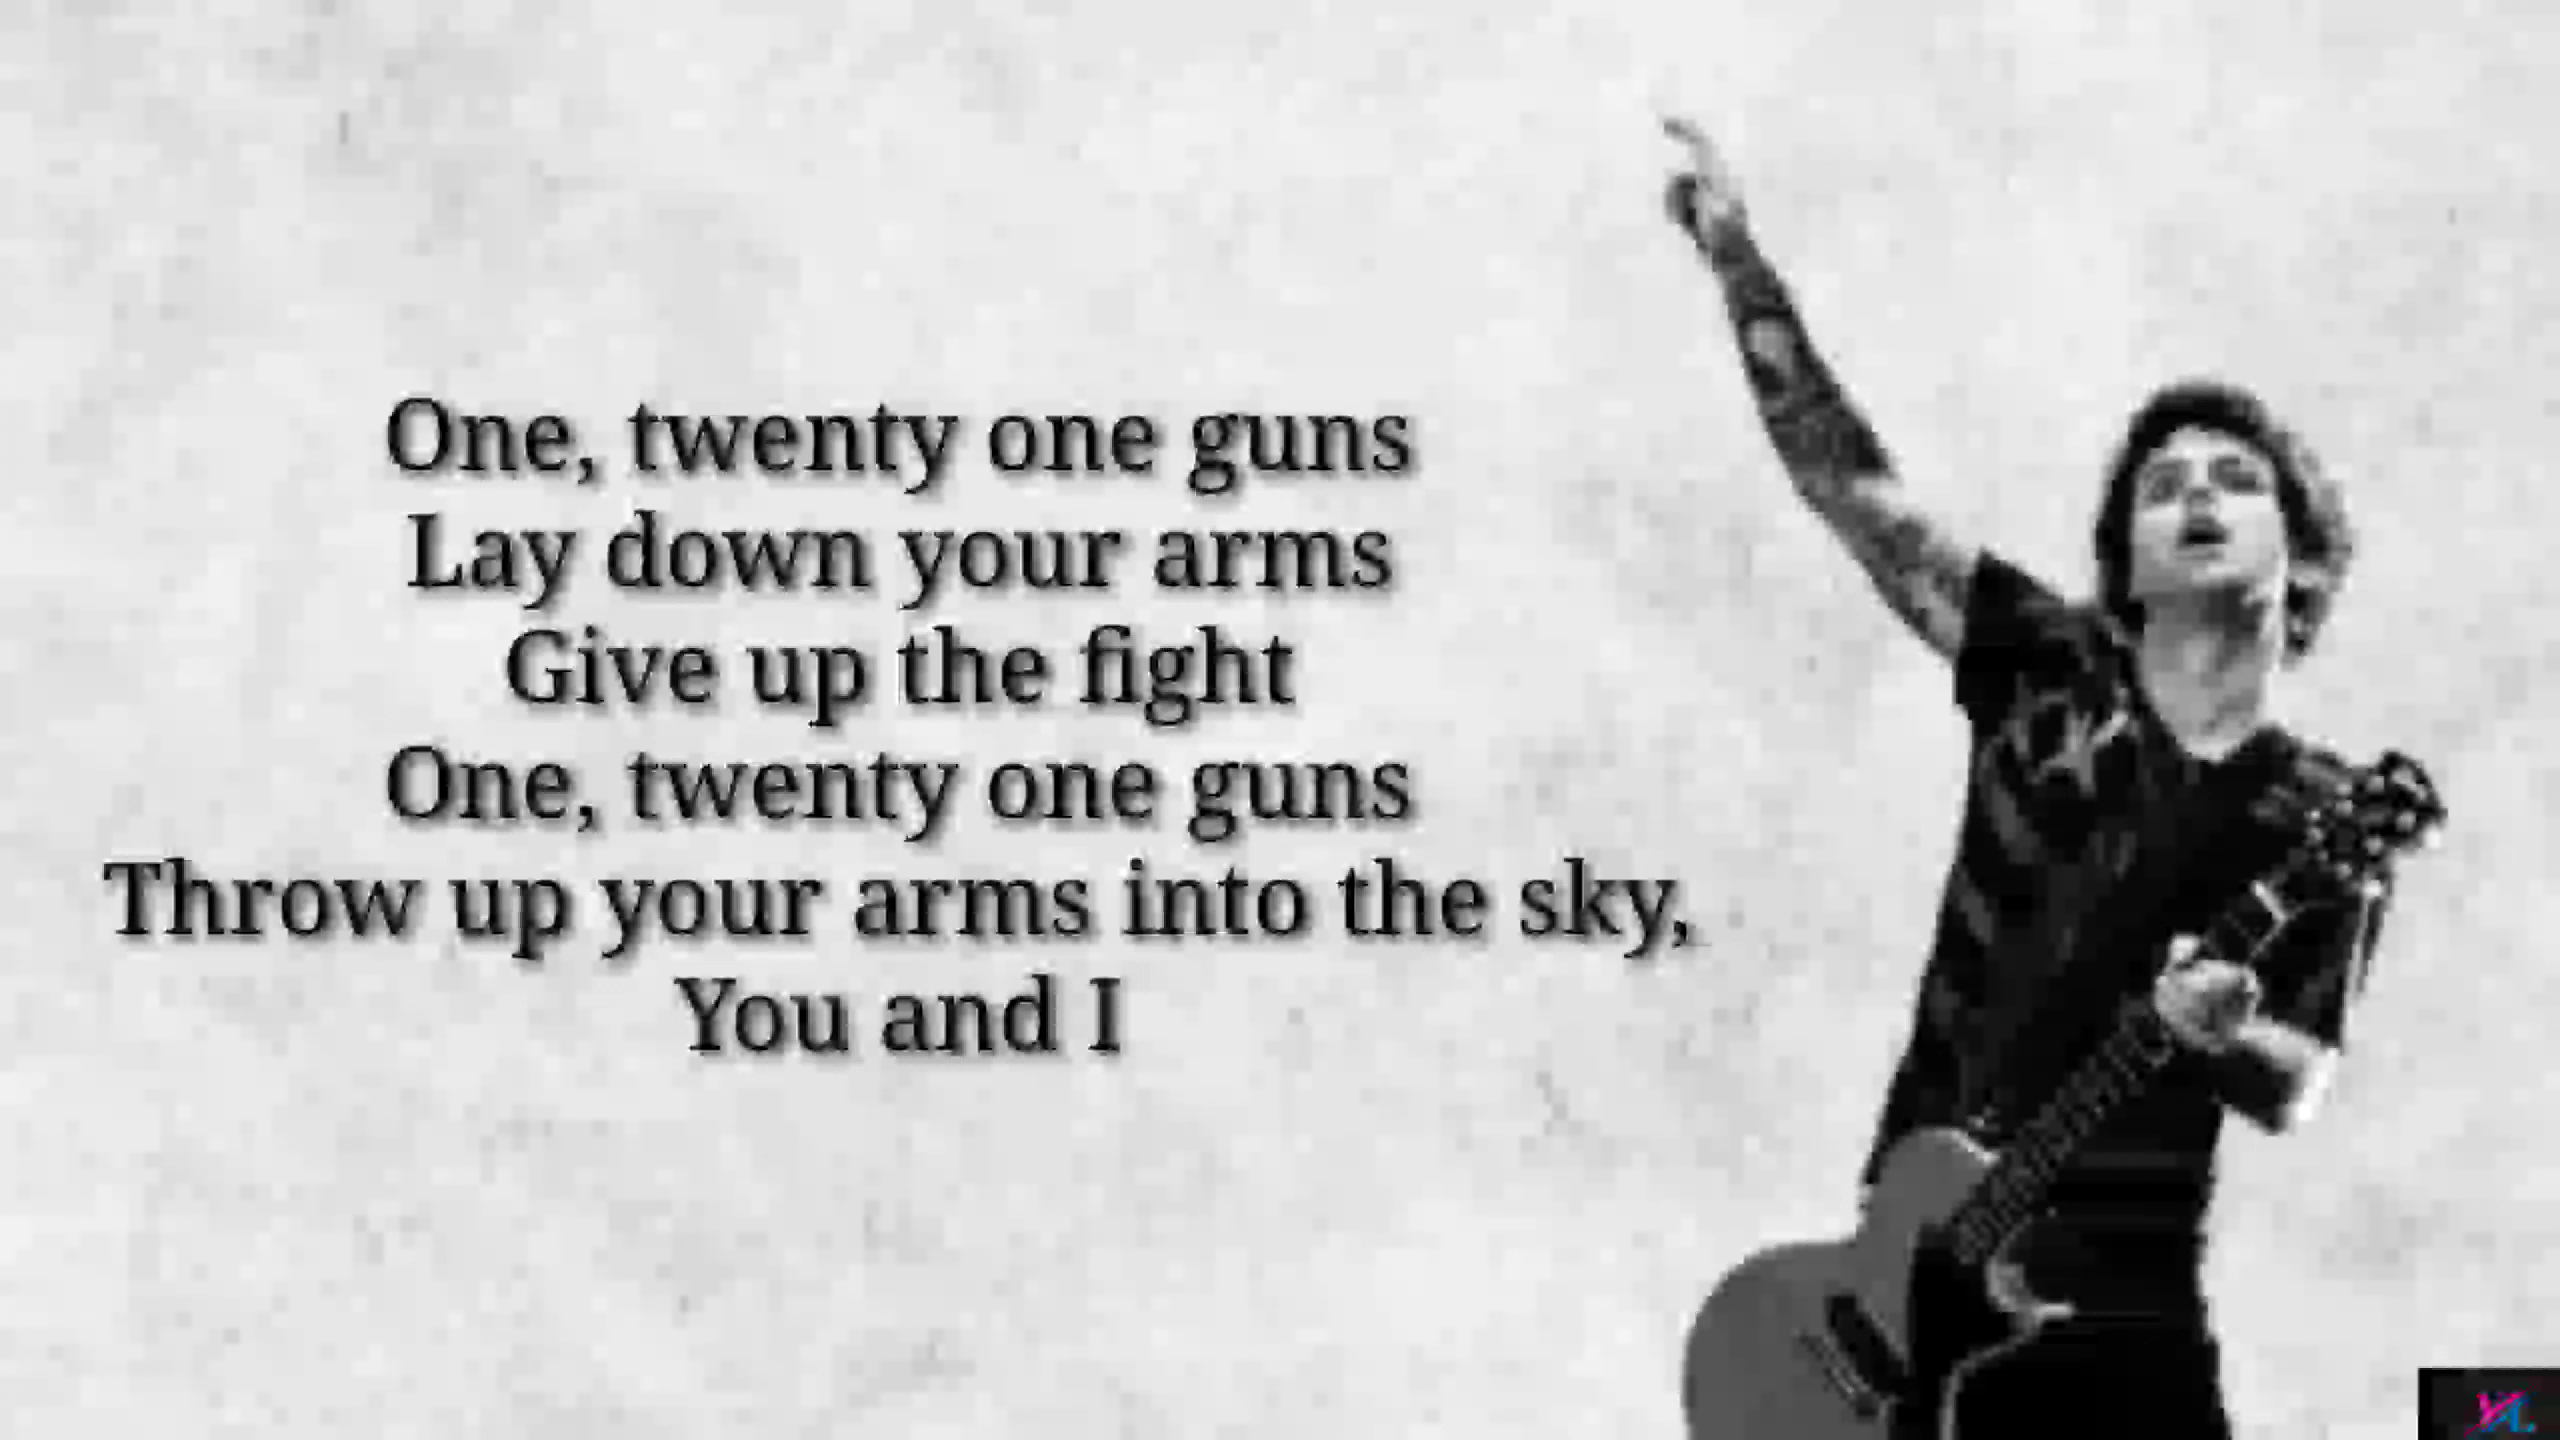 One, twenty one guns
Lay down your arms
Give up the fight
One, twenty one guns
Throw up your arms into the sky,
You and I